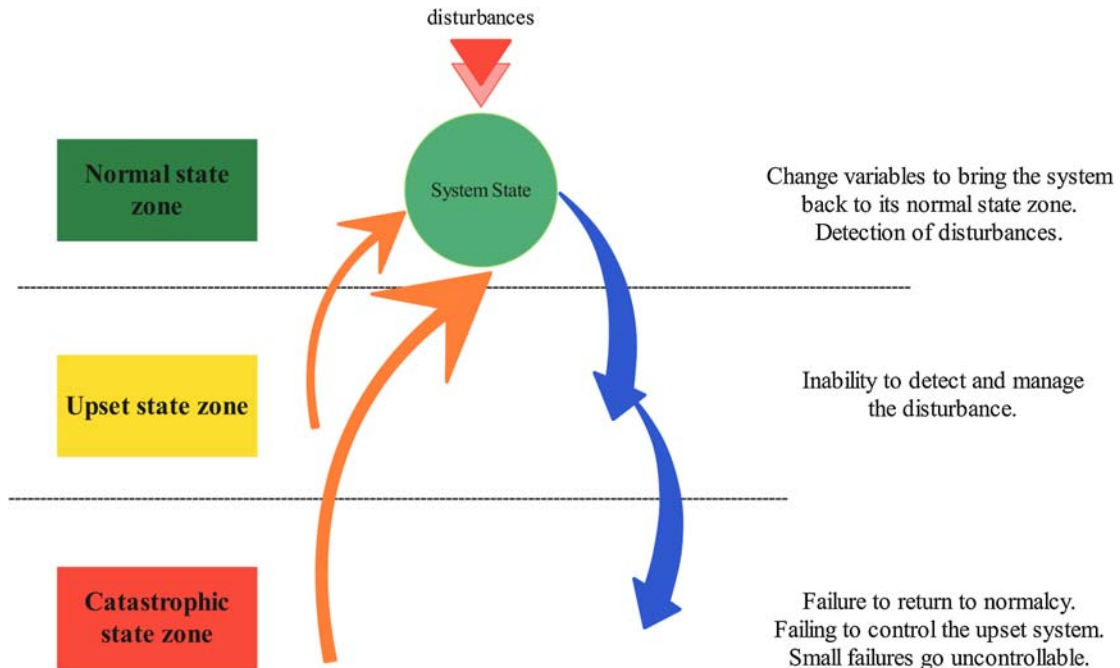 disturbances
Normal state
zone
System State
Change variables to bring the system
back to its normal state zone.
Detection of disturbances.
Upset state zone
Inability to detect and manage
the disturbance.
Catastrophic
state zone
Failure to return to normalcy.
Failing to control the upset system.
Small failures go uncontrollable.